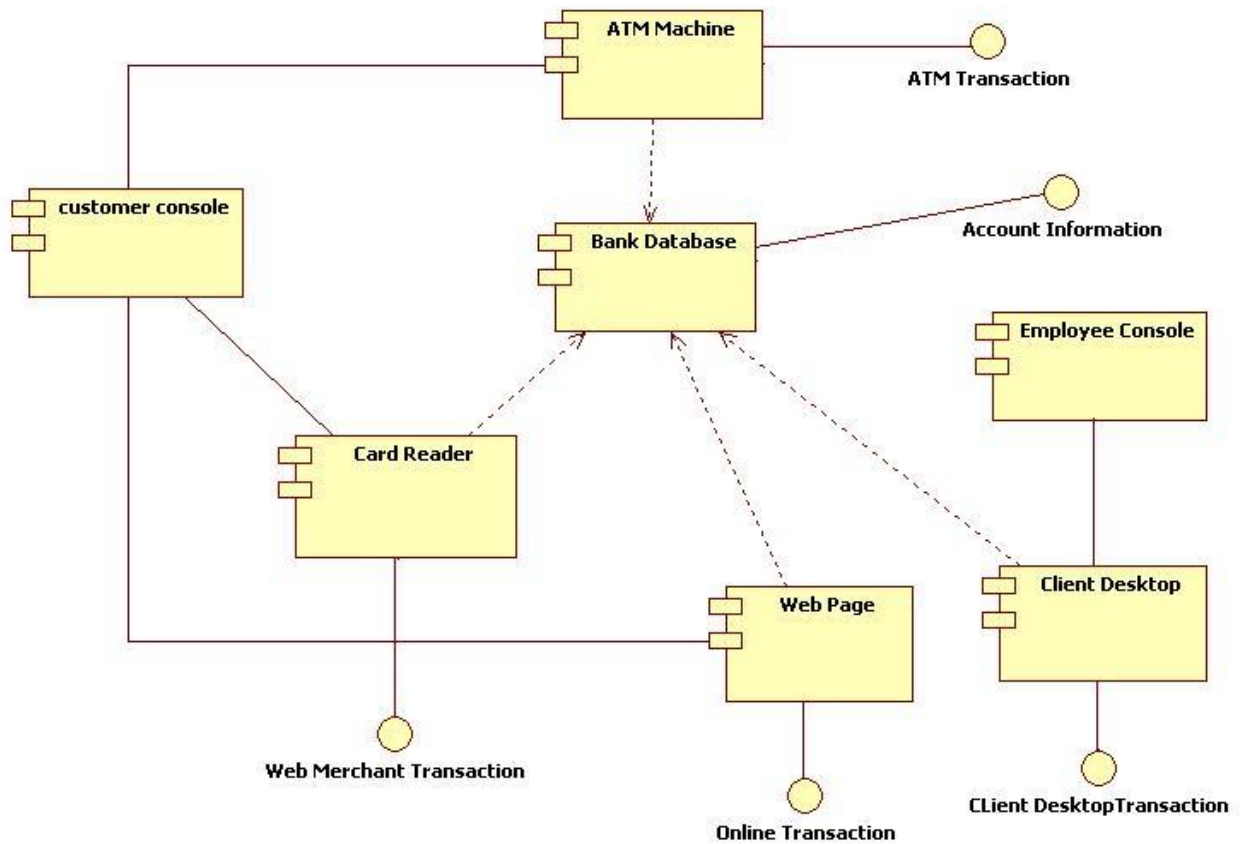 ATM Machine
ATM Transaction
customer console
Bank Database
Account Information
Employee Console
Card Reader
Client Desktop
Web Page
Web Merchant Transaction
CLient DesktopTransaction
Online Transaction